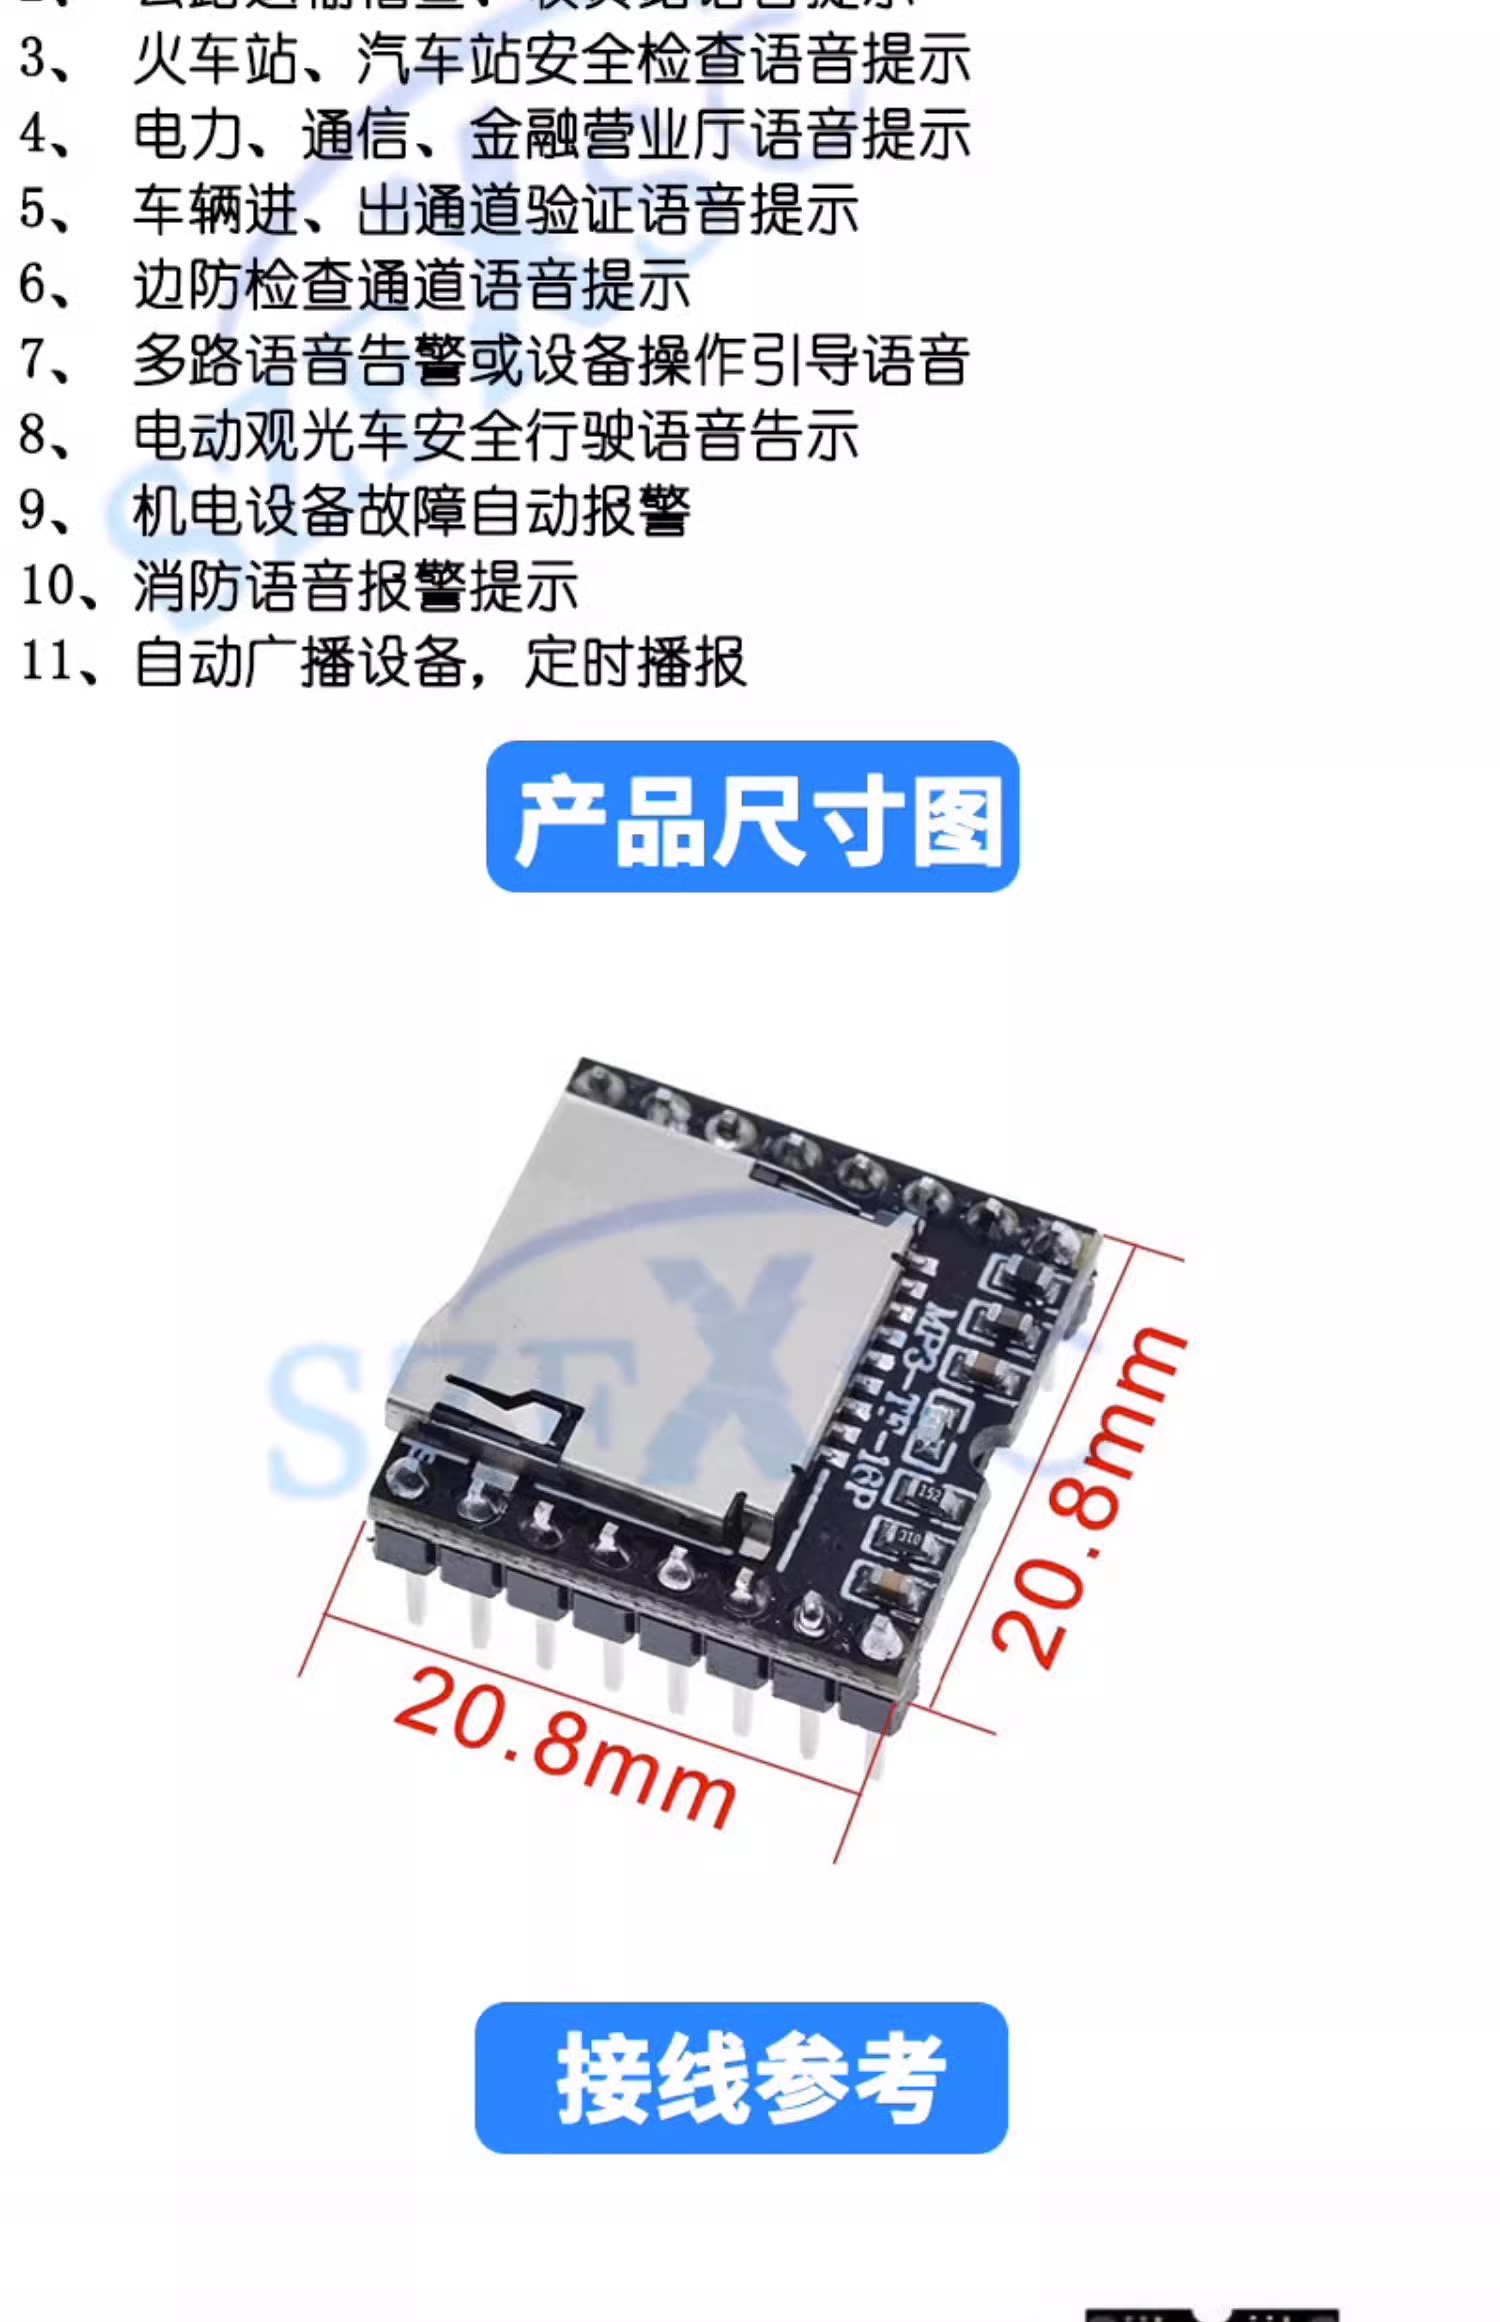 3、 火车站、汽车站安全检查语音提示
4、 电力、通信、金融营业厅语音提示
5、 车辆进、出通道验证语音提示
6、 边防检查通道语音提示
7、 多路语音告警或设备操作引导语音
8、 电动观光车安全行驶语音告示
9、 机电设备故障自动报警
10、消防语音报警提示
11、自动广播设备，定时播报
产品尺寸图
MP3-TF-16P
152
310
20.8mm
20.8mm
接线参考